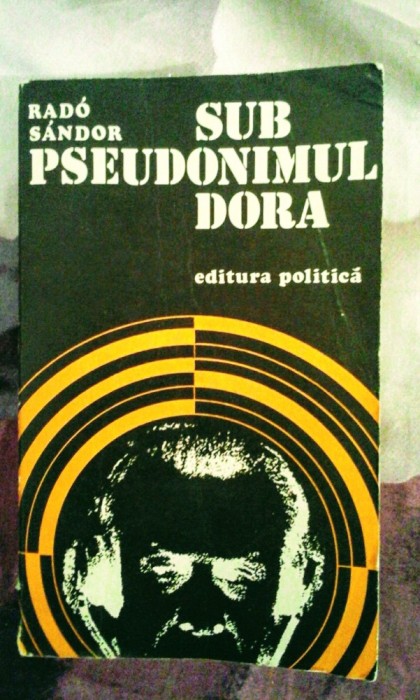 RADÓ
SÁNDOR
SUB
PSEUDONIMUL
DORA
editura politică